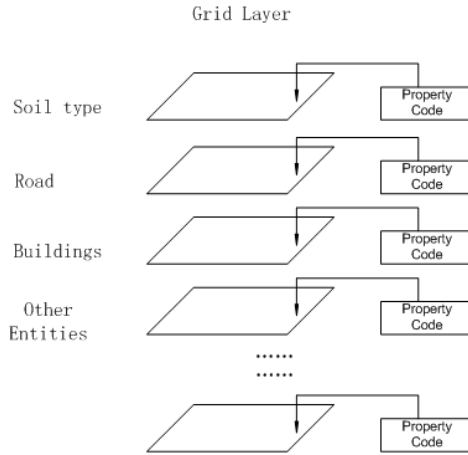 Grid Layer
Soil type
Property
Code
Road
Property
Code
Buildings
Property
Code
Other
Entities
Property
Code
......
......
Property
Code